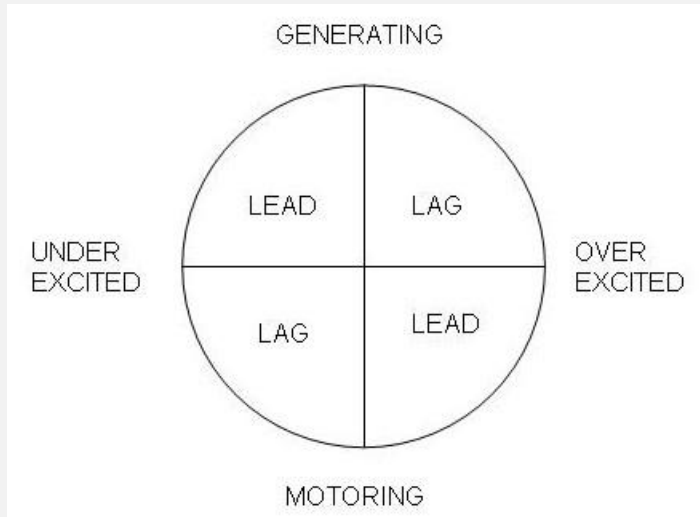 GENERATING
LEAD
LAG
UNDER
EXCITED
OVER
EXCITED
LAG
LEAD
MOTORING